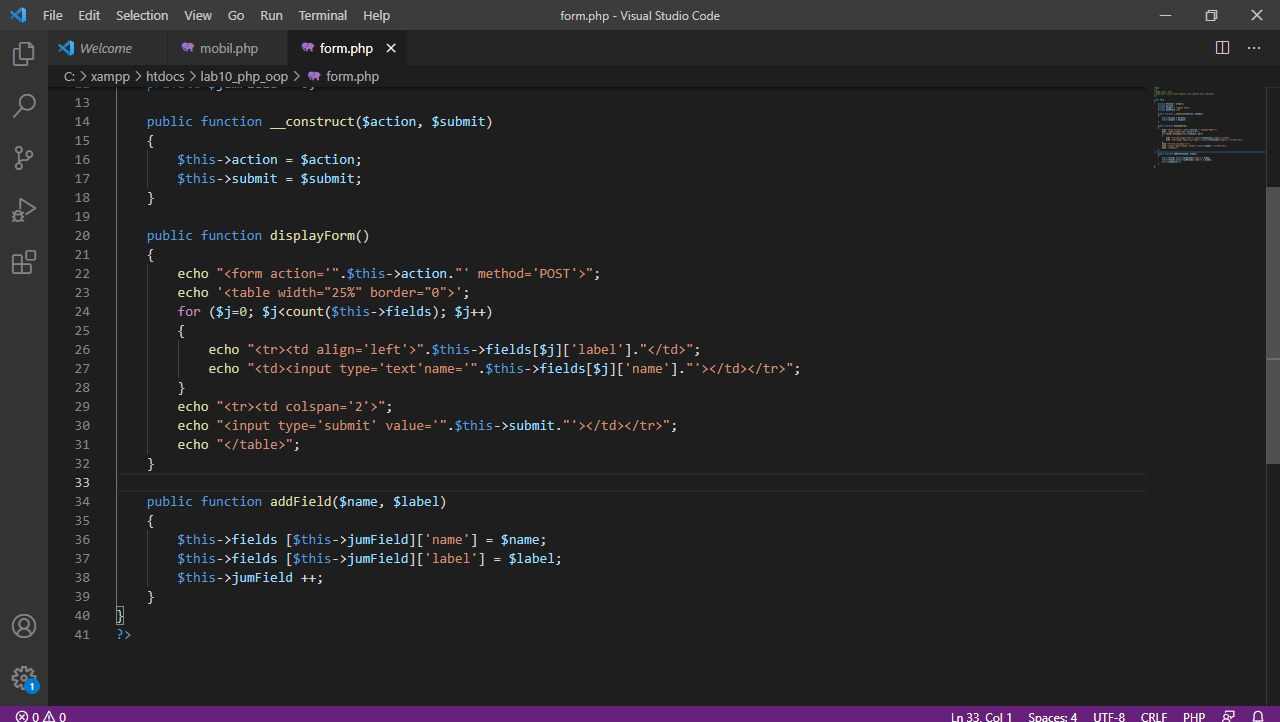 File Edit Selection View Go Run Terminal Help form.php - Visual Studio Code
Welcome mobil.php form.php
C: > xampp > htdocs > lab10_php_oop > form.php
13
14 public function __construct($action, $submit)
15 {
16 $this->action = $action;
17 $this->submit = $submit;
18 }
19
20 public function displayForm()
21 {
22 echo "<form action='".$this->action."' method='POST'>";
23 echo '<table width="25%" border="0">';
24 for ($j=0; $j<count($this->fields); $j++)
25 {
26 echo "<tr><td align='left'>".$this->fields[$j]['label']."</td>";
27 echo "<td><input type='text'name='".$this->fields[$j]['name']."'></td></tr>";
28 }
29 echo "<tr><td colspan='2'>";
30 echo "<input type='submit' value='".$this->submit."'></td></tr>";
31 echo "</table>";
32 }
33
34 public function addField($name, $label)
35 {
36 $this->fields [$this->jumField]['name'] = $name;
37 $this->fields [$this->jumField]['label'] = $label;
38 $this->jumField ++;
39 }
40 }
41 ?>
1
0 0 Ln 33, Col 1 Spaces: 4 UTF-8 CRLF PHP